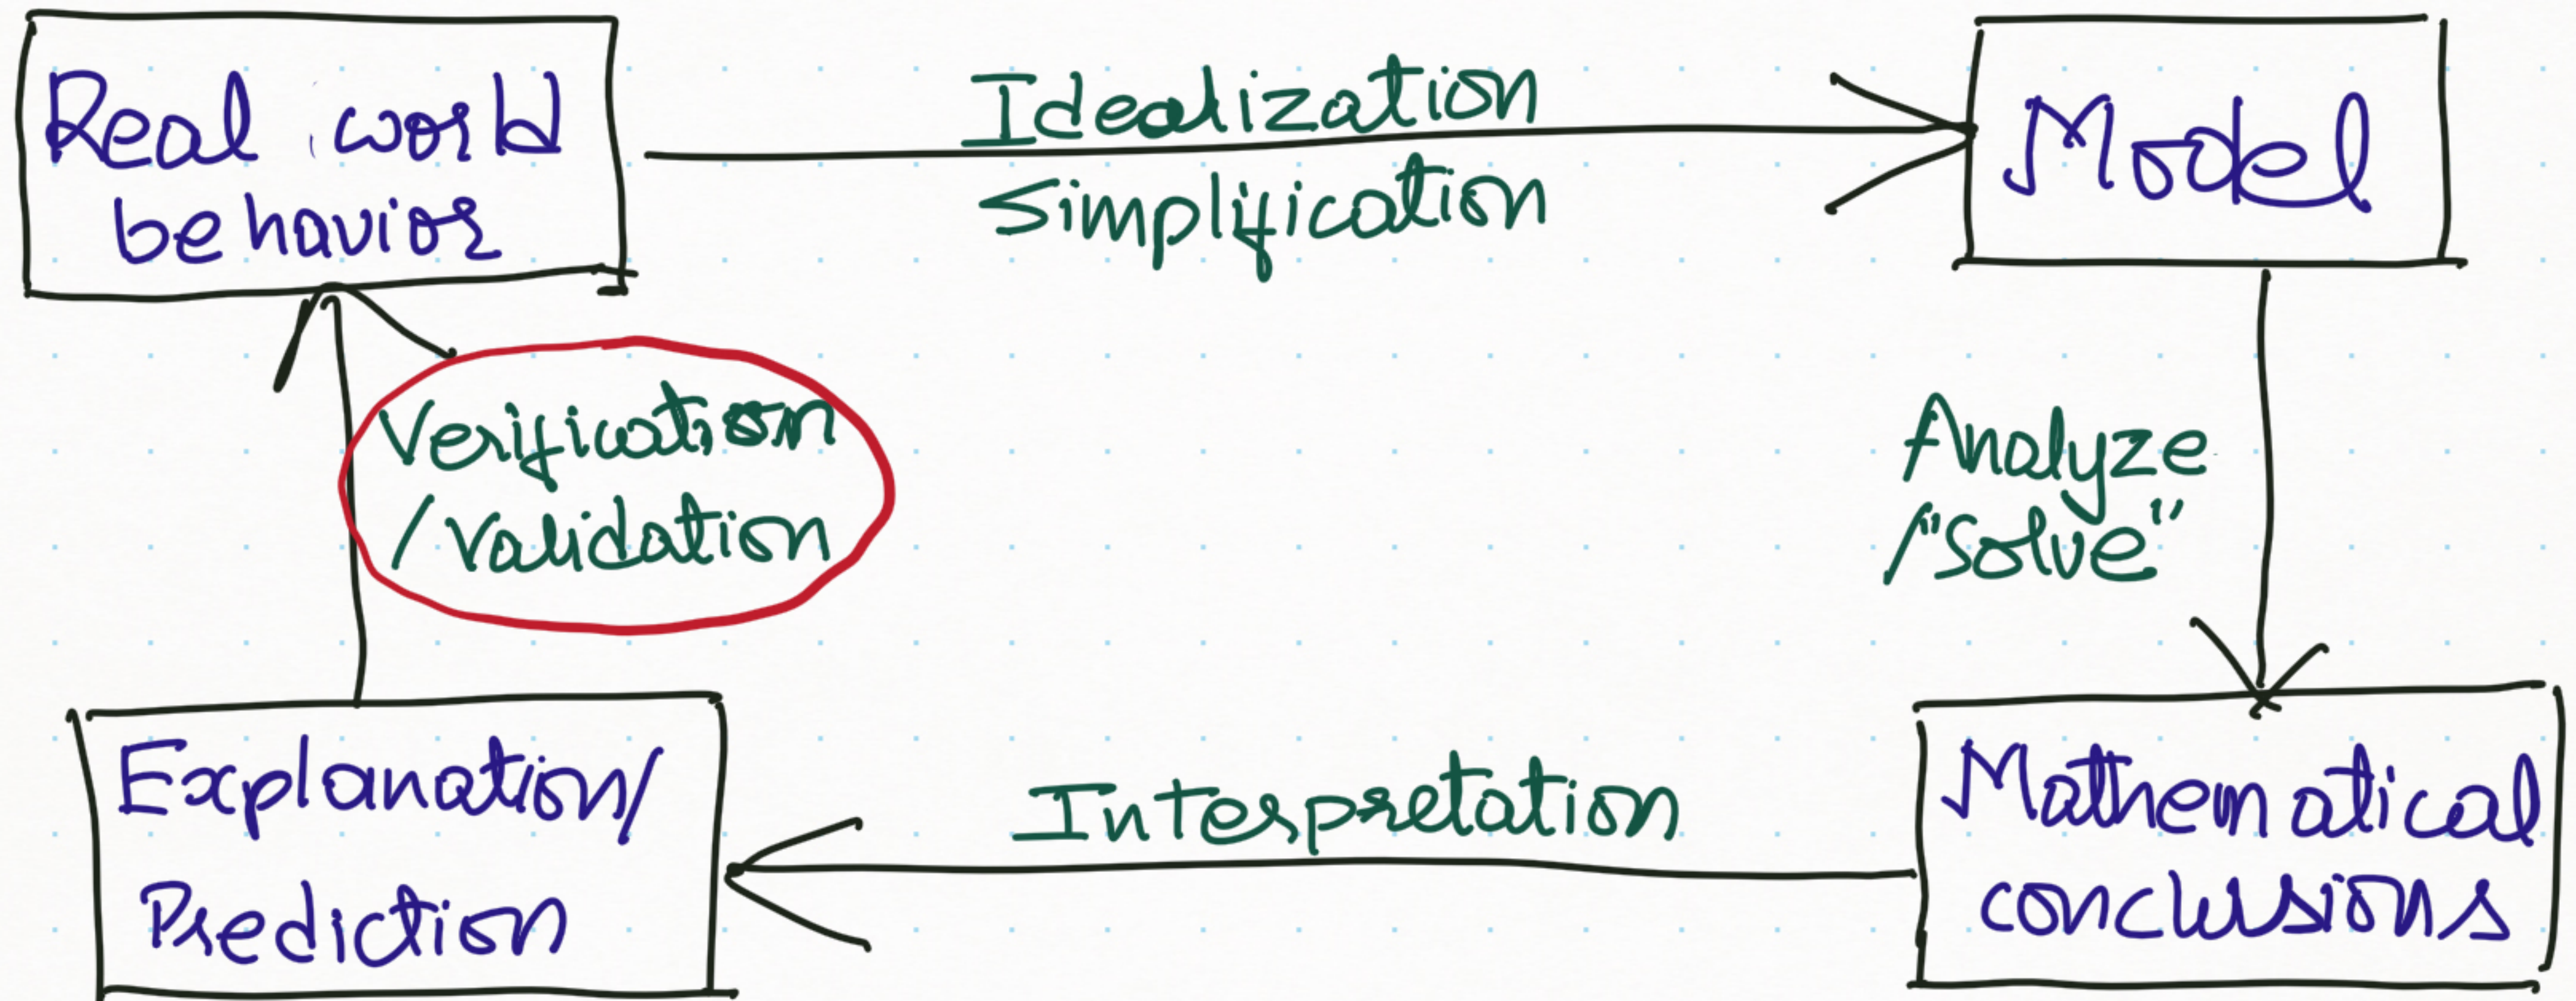 Real world
behavior
Idealization
Simplification
Model
Verification
/validation
Analyze
/"solve"
Explanation/
Prediction
Interpretation
Mathematical
conclusions